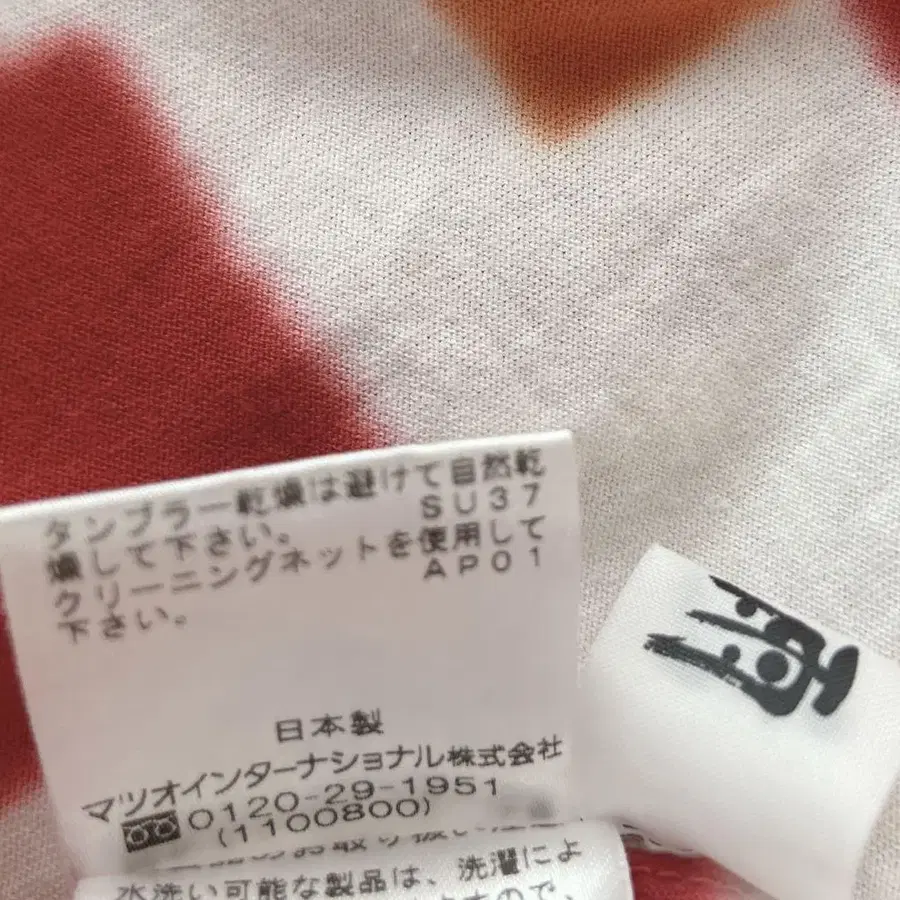 タンブラー乾燥は避けて自然乾
燥して下さい。 SU37
クリーニングネットを使用して
下さい。 AP01
日本製
マツオインターナショナル株式会社
0120-29-1951
(1100800)
水洗い可能な製品は、洗濯によ